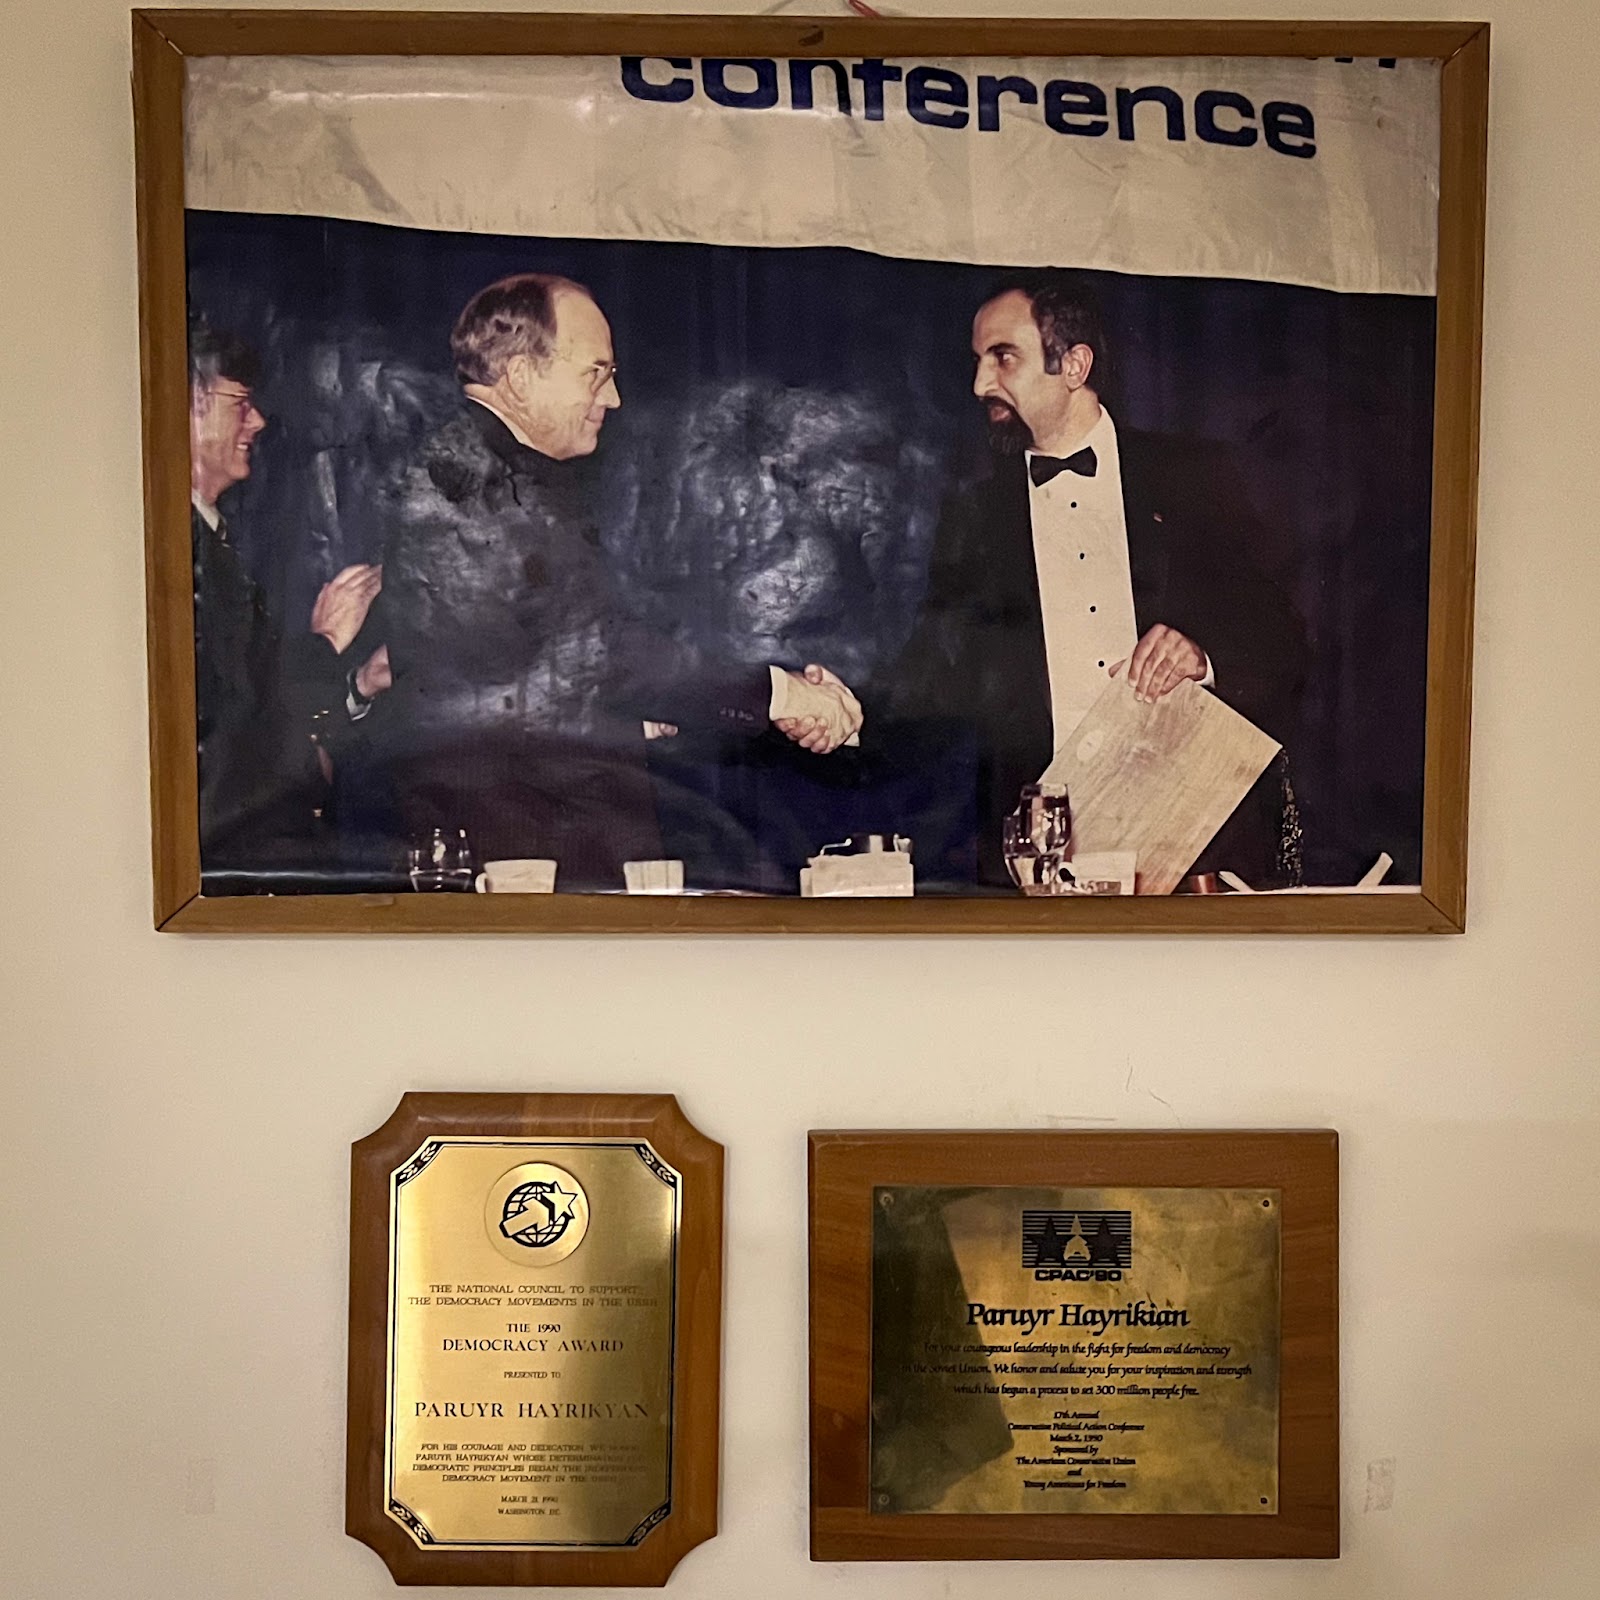 Conference
THE NATIONAL COUNCIL TO SUPPORT
THE DEMOCRACY MOVEMENTS IN THE USSR
THE 1990
DEMOCRACY AWARD
PRESENTED TO
PARUYR HAYRIKYAN
FOR HIS COURAGE AND DEDICATION WE HONOR
PARUYR HAYRIKYAN WHOSE DETERMINATION
DEMOCRATIC PRINCIPLES BEGAN THE
DEMOCRACY MOVEMENT IN THE USSR
MARCH 21 1990
WASHINGTON DC
CPAC'90
Paruyr Hayrikian
For your courageous leadership in the fight for freedom and democracy
in the Soviet Union. We honor and salute you for your inspiration and strength
which has begun a process to set 300 million people free.
17th Annual
Conservative Political Action Conference
March 2, 1990
Sponsored by
The American Conservative Union
and
Young Americans for Freedom